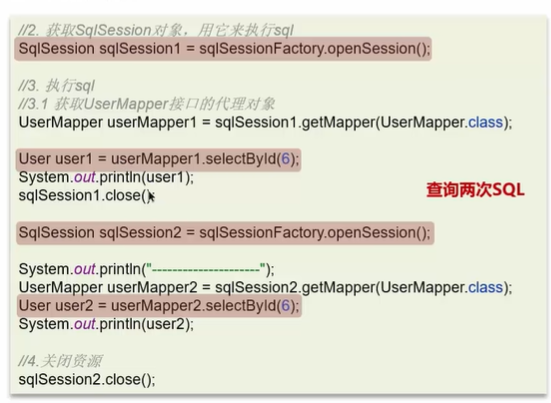 //2. 获取SqlSession对象，用它来执行sql
SqlSession sqlSession1 = sqlSessionFactory.openSession();
//3. 执行sql
//3.1 获取UserMapper接口的代理对象
UserMapper userMapper1 = sqlSession1.getMapper(UserMapper.class);
User user1 = userMapper1.selectById(6);
System.out.println(user1);
sqlSession1.close();
查询两次SQL
SqlSession sqlSession2 = sqlSessionFactory.openSession();
System.out.println("----------------------");
UserMapper userMapper2 = sqlSession2.getMapper(UserMapper.class);
User user2 = userMapper2.selectById(6);
System.out.println(user2);
//4.关闭资源
sqlSession2.close();